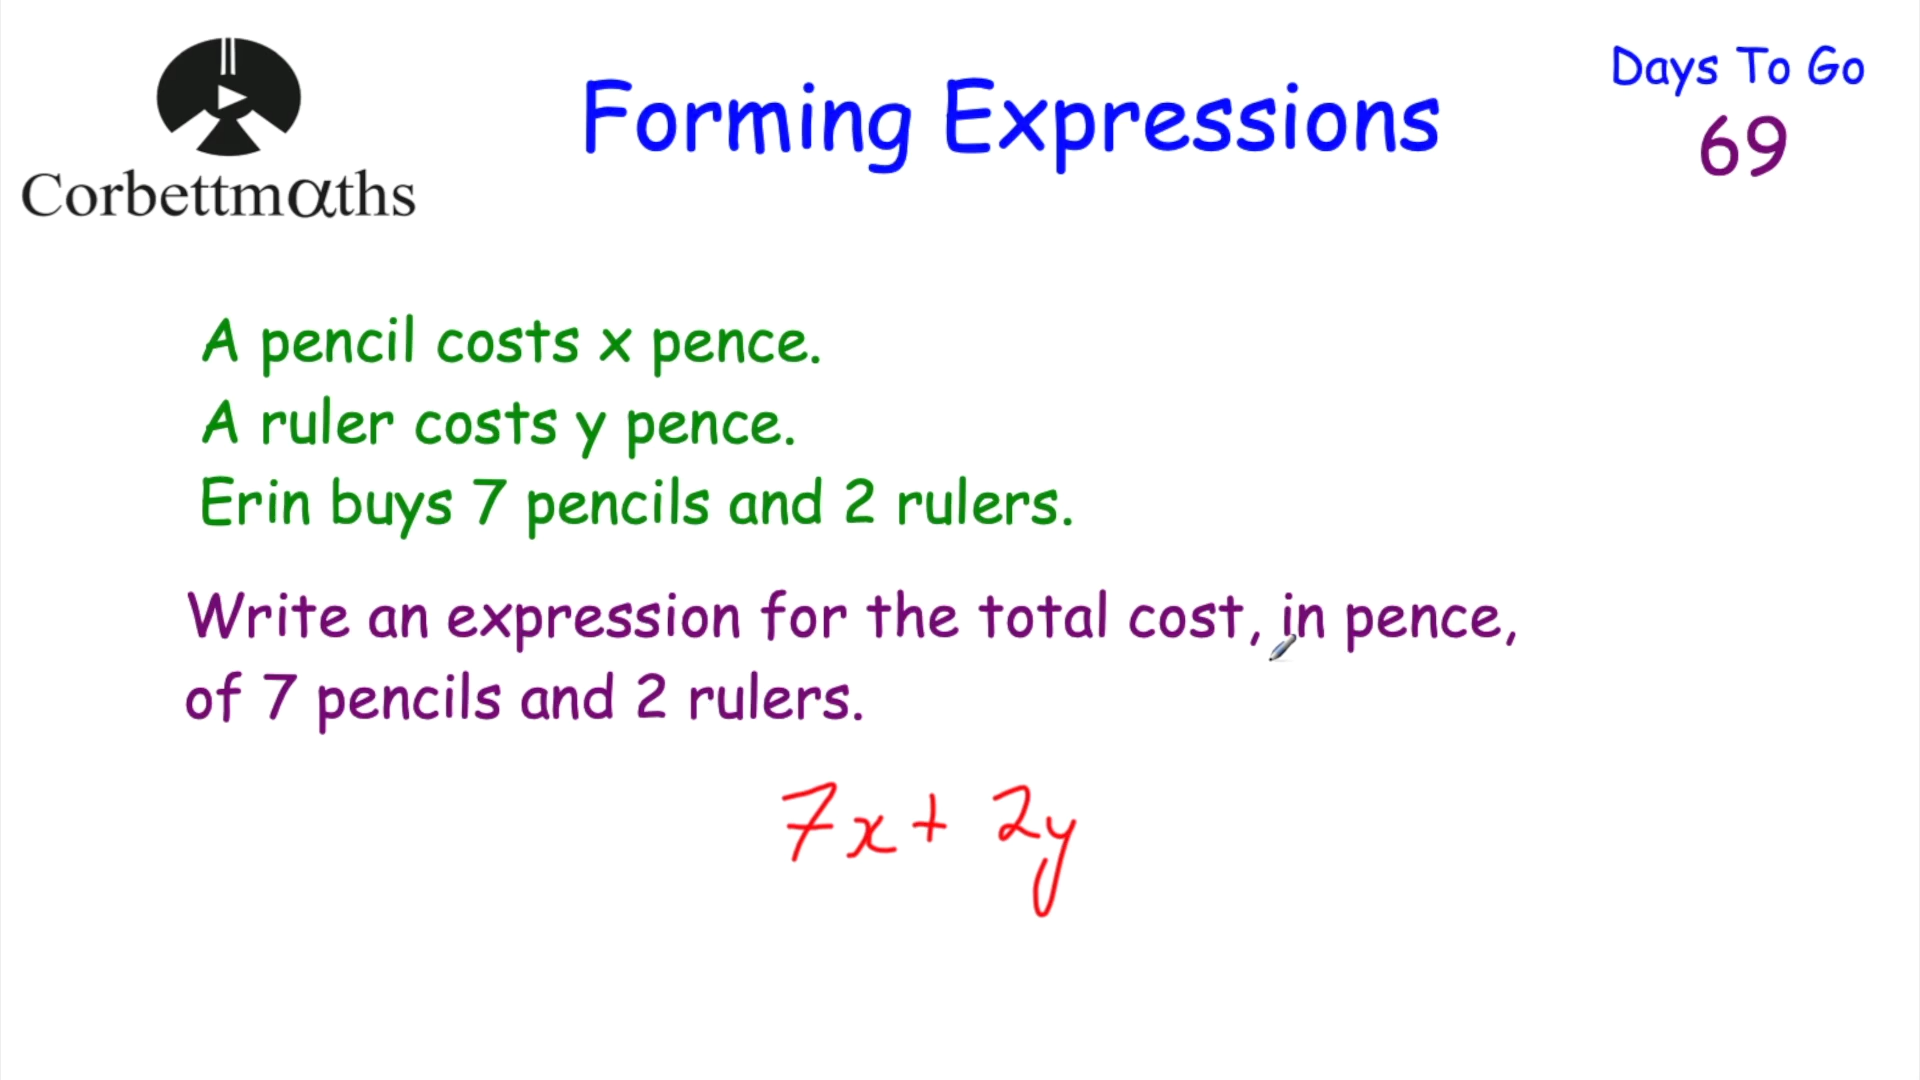 Corbettmαths
Forming Expressions
Days To Go
69
A pencil costs x pence.
A ruler costs y pence.
Erin buys 7 pencils and 2 rulers.
Write an expression for the total cost, in pence,
of 7 pencils and 2 rulers.
7x + 2y